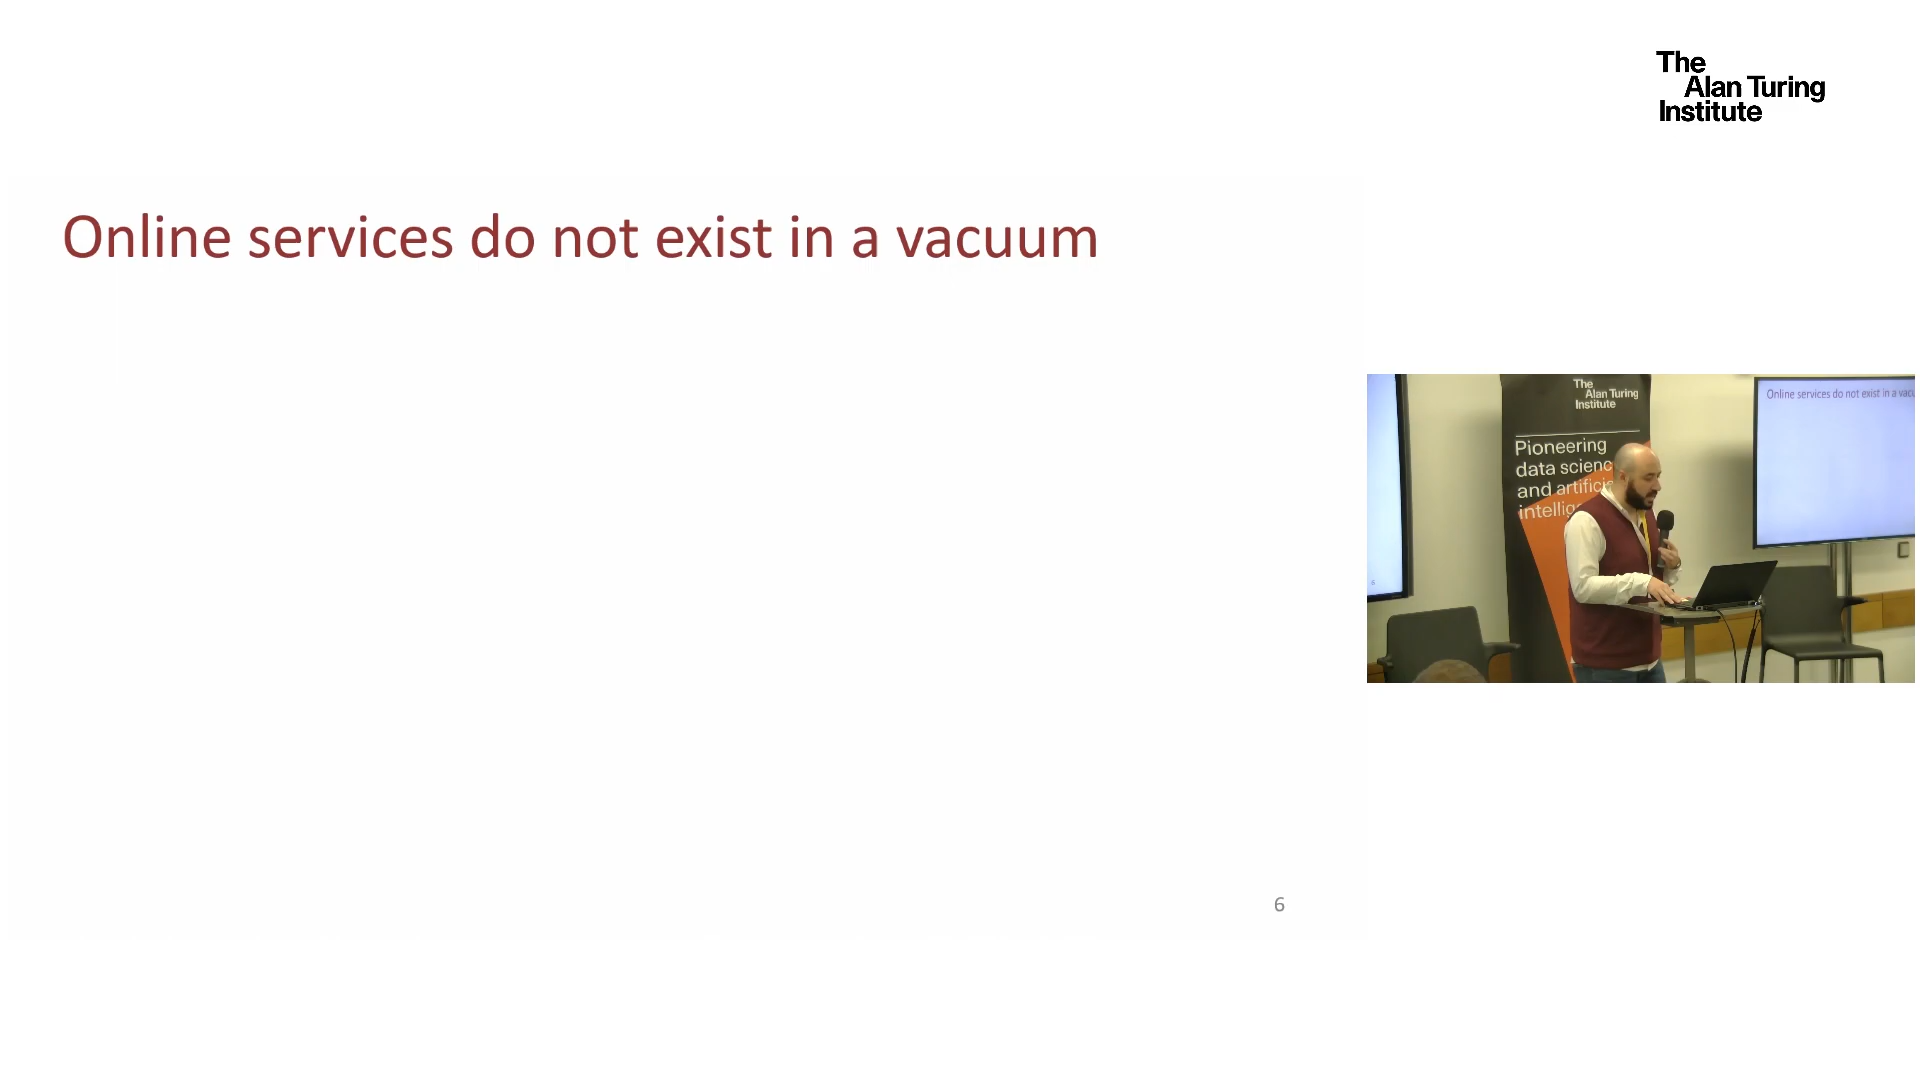 The
Alan Turing
Institute
Online services do not exist in a vacuum
The
Alan Turing
Institute
Pioneering
data scienc
and artifici
intellig
Online services do not exist in a vacu
6
6